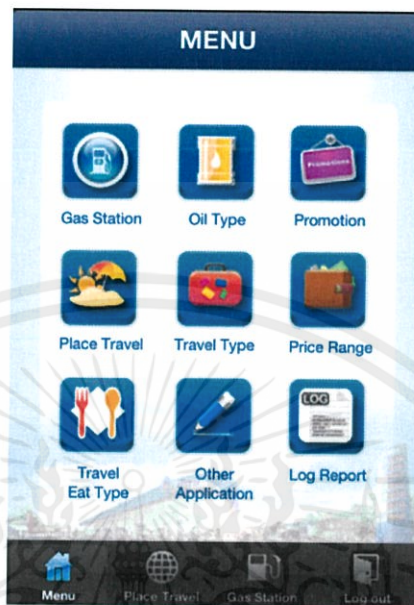 MENU
Gas Station
Oil Type
Promotions
Promotion
Place Travel
Travel Type
Price Range
LOG
Travel
Eat Type
Other
Application
Log Report
Menu
Place Travel
Gas Station
Log out